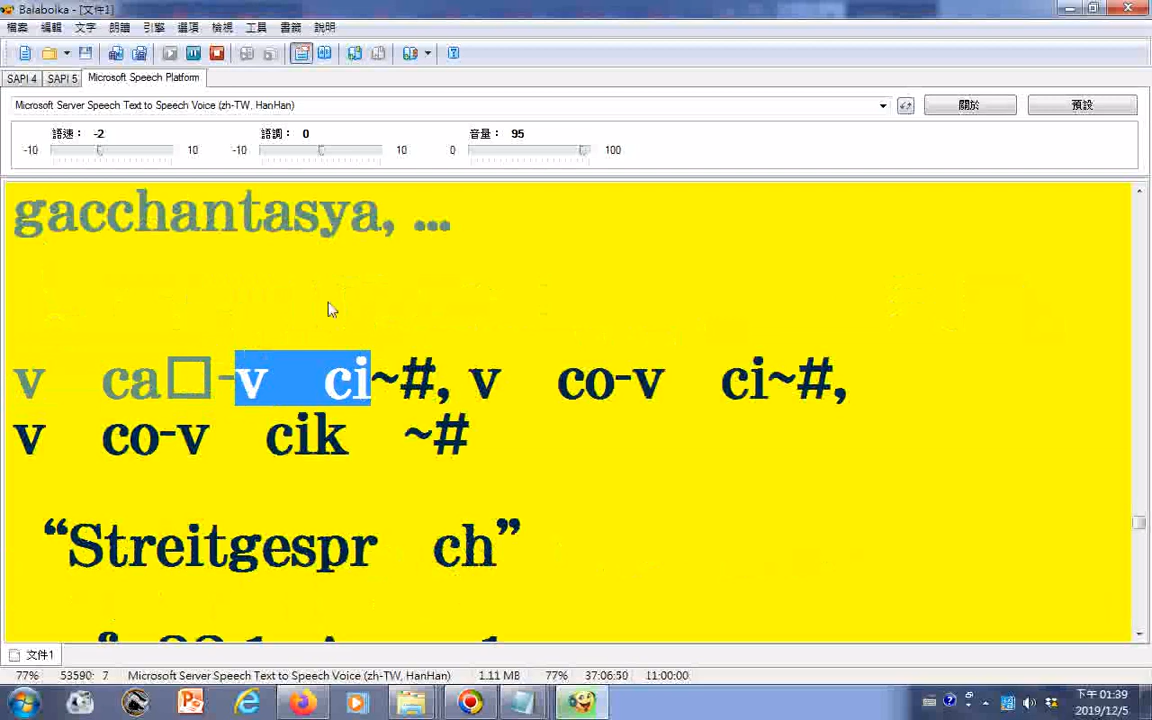 Balabolka - [文件1]
檔案 編輯 文字 朗讀 引擎 選項 檢視 工具 書籤 說明
SAPI 4 SAPI 5 Microsoft Speech Platform
Microsoft Server Speech Text to Speech Voice (zh-TW, HanHan) 關於 預設
語速： -2 語調： 0 音量： 95
-10 10 -10 10 0 100
gacchantasya, ...
v ca□-v ci~#, v co-v ci~#,
v co-v cik ~#
“Streitgespr ch”
文件1
77% 53590: 7 Microsoft Server Speech Text to Speech Voice (zh-TW, HanHan) 1.11 MB 77% 37:06:50 11:00:00
下午 01:39
2019/12/5